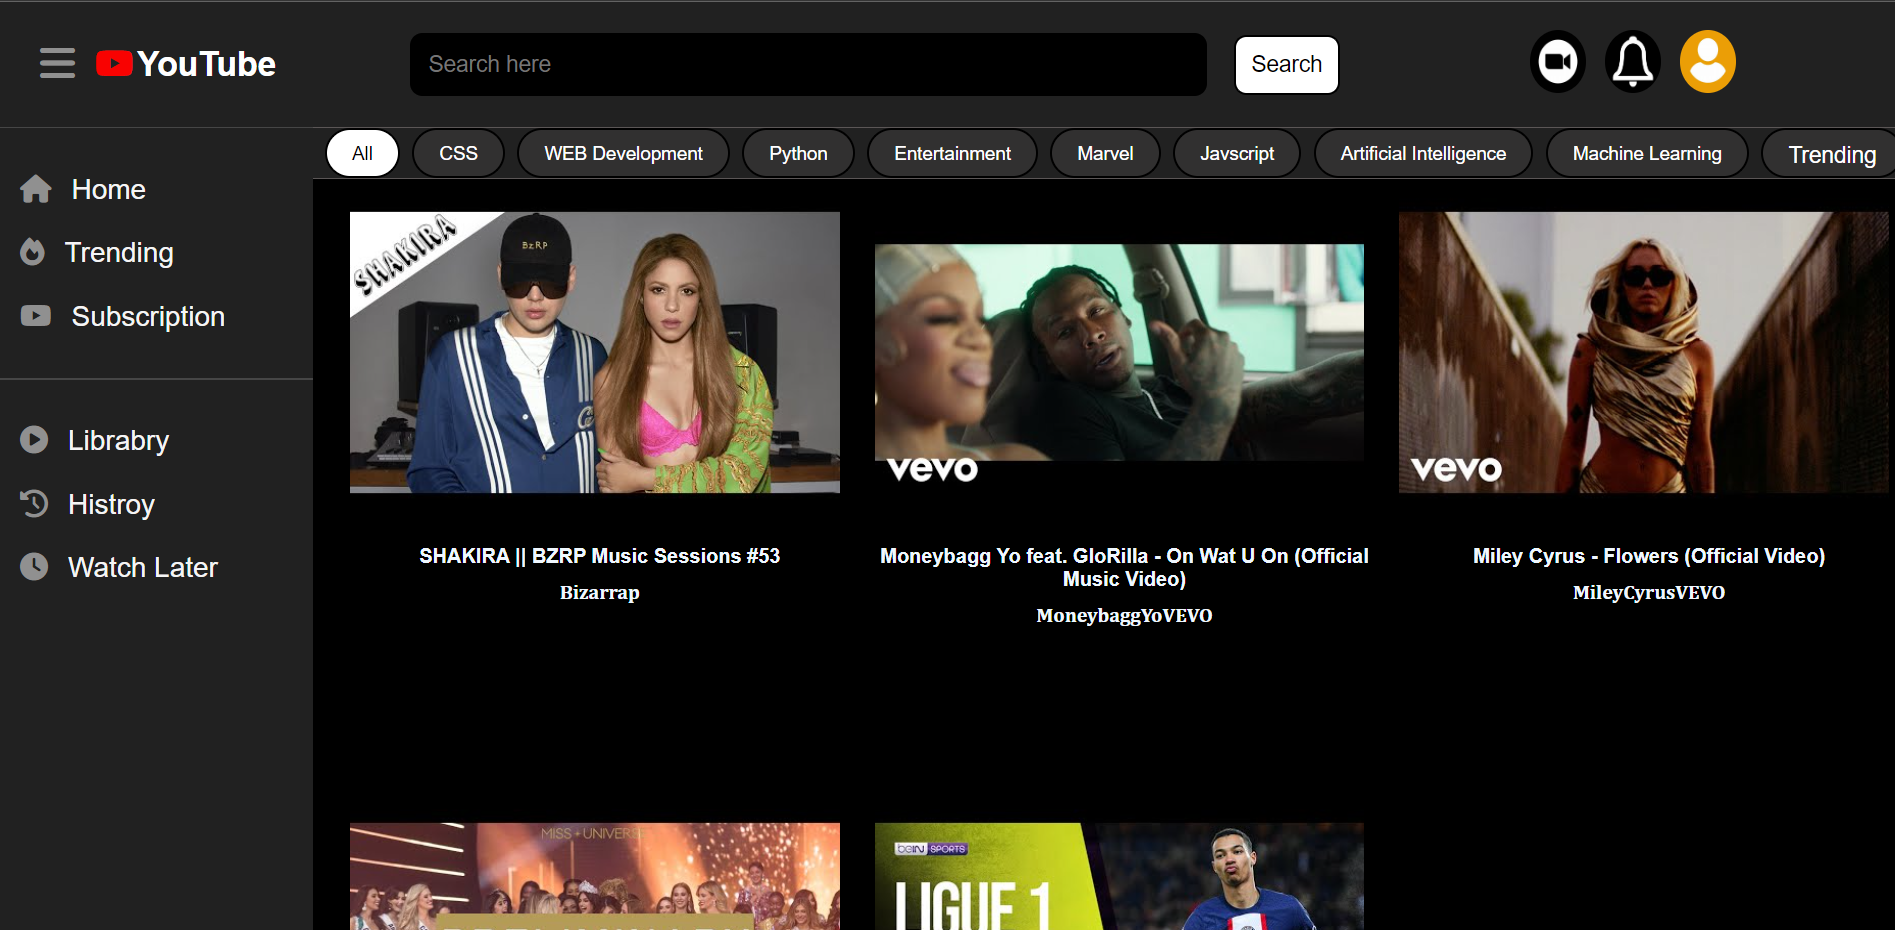 YouTube
Search here
Search
All
CSS
WEB Development
Python
Entertainment
Marvel
Javscript
Artificial Intelligence
Machine Learning
Trending
Home
Trending
Subscription
Librabry
Histroy
Watch Later
SHAKIRA
BzRP
vevo
vevo
SHAKIRA || BZRP Music Sessions #53
Bizarrap
Moneybagg Yo feat. GloRilla - On Wat U On (Official
Music Video)
MoneybaggYoVEVO
Miley Cyrus - Flowers (Official Video)
MileyCyrusVEVO
MISS + UNIVERSE
beIN SPORTS
LIGUE 1